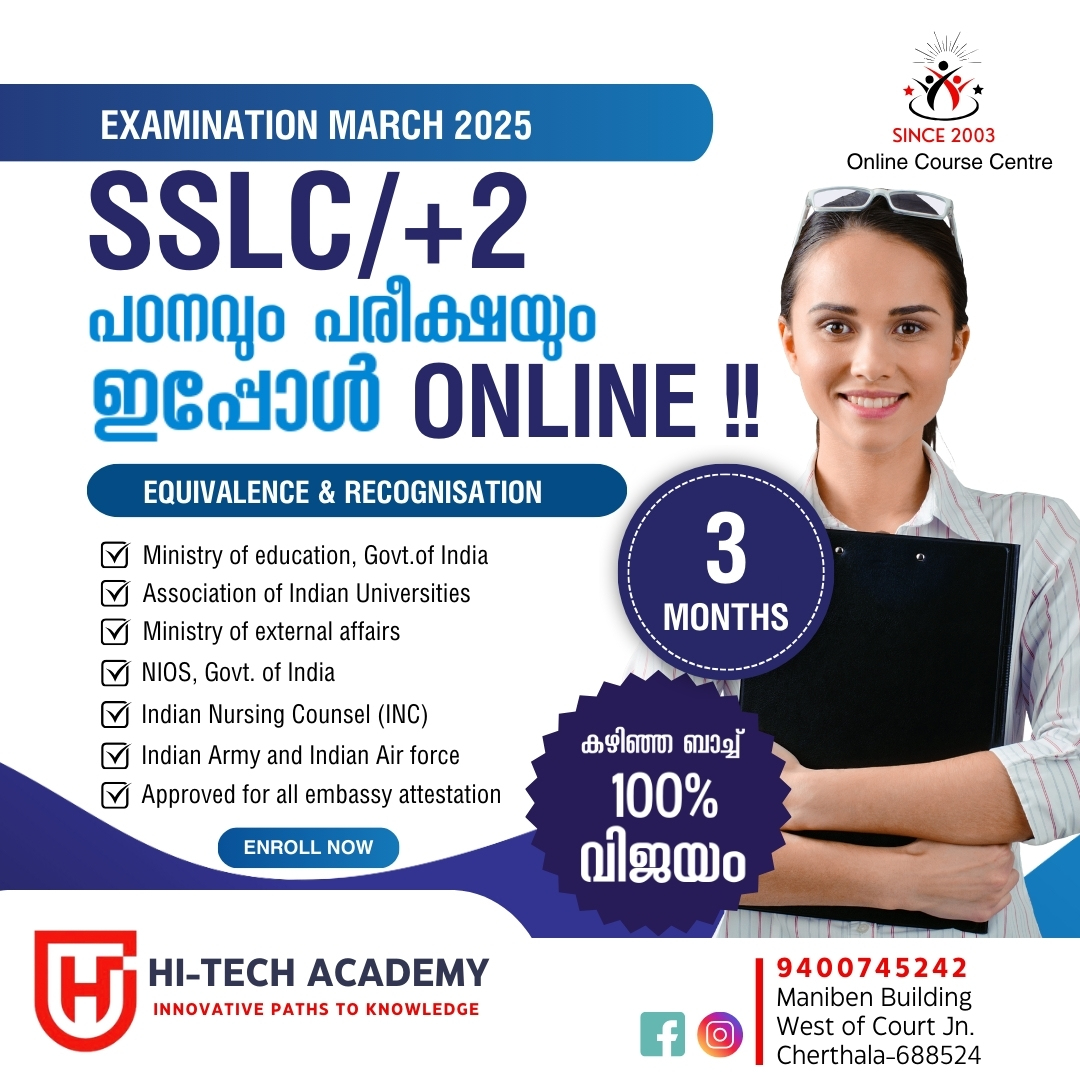 EXAMINATION MARCH 2025
SINCE 2003
Online Course Centre
SSLC/+2
പഠനവും പരീക്ഷയും
ഇപ്പോൾ ONLINE !!
EQUIVALENCE & RECOGNISATION
Ministry of education, Govt.of India
Association of Indian Universities
Ministry of external affairs
NIOS, Govt. of India
Indian Nursing Counsel (INC)
Indian Army and Indian Air force
Approved for all embassy attestation
ENROLL NOW
3
MONTHS
കഴിഞ്ഞ ബാച്ച്
100%
വിജയം
HI-TECH ACADEMY
INNOVATIVE PATHS TO KNOWLEDGE
9400745242
Maniben Building
West of Court Jn.
Cherthala-688524